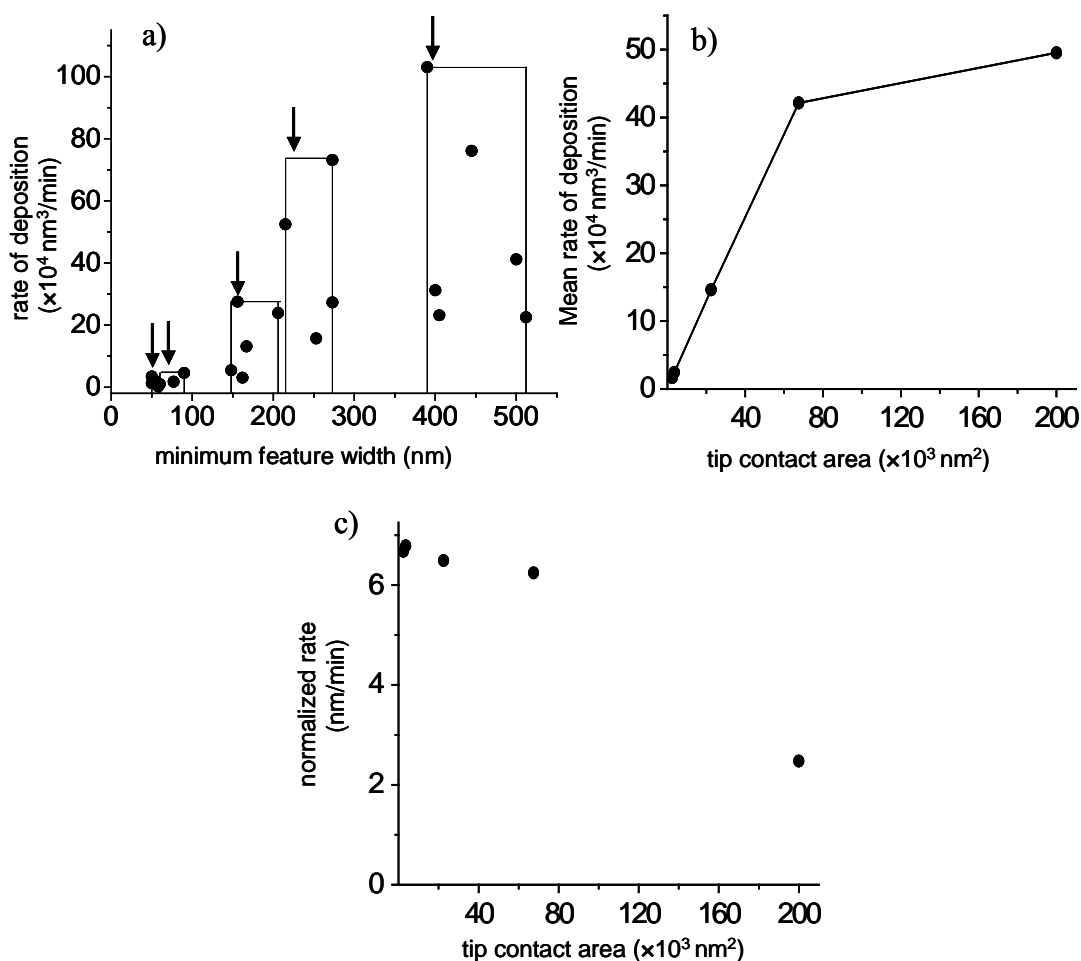 a)
rate of deposition
(×10⁴ nm³/min)
100
80
60
40
20
0
0 100 200 300 400 500
minimum feature width (nm)
b)
Mean rate of deposition
(×10⁴ nm³/min)
50
40
30
20
10
0
40 80 120 160 200
tip contact area (×10³ nm²)
c)
normalized rate
(nm/min)
6
4
2
0
40 80 120 160 200
tip contact area (×10³ nm²)